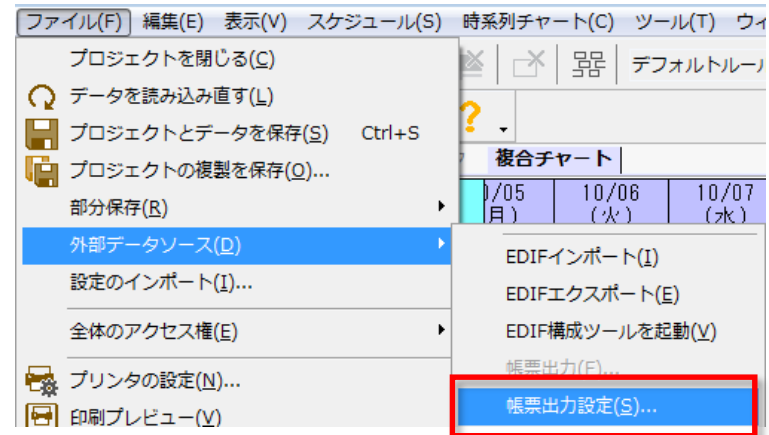 ファイル(F) 編集(E) 表示(V) スケジュール(S) 時系列チャート(C) ツール(T) ウィ
プロジェクトを閉じる(C)
データを読み込み直す(L)
プロジェクトとデータを保存(S) Ctrl+S
プロジェクトの複製を保存(O)...
部分保存(R)
外部データソース(D)
設定のインポート(I)...
全体のアクセス権(E)
プリンタの設定(N)...
印刷プレビュー(V)
デフォルトルール
?
複合チャート
/05 10/06 10/07
(月) (火) (水)
EDIFインポート(I)
EDIFエクスポート(E)
EDIF構成ツールを起動(V)
帳票出力(F)...
帳票出力設定(S)...